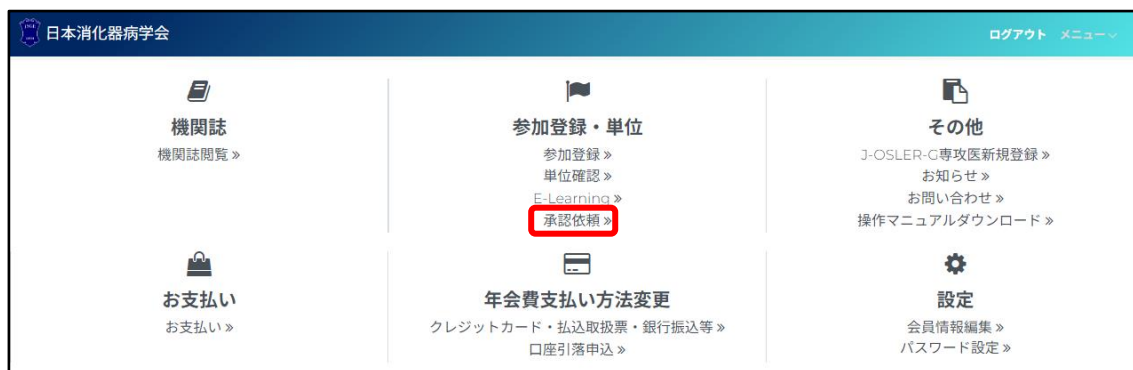 日本消化器病学会
ログアウト メニュー
機関誌
機関誌閲覧 »
参加登録・単位
参加登録 »
単位確認 »
E-Learning »
承認依頼 »
その他
J-OSLER-G専攻医新規登録 »
お知らせ »
お問い合わせ »
操作マニュアルダウンロード »
お支払い
お支払い »
年会費支払い方法変更
クレジットカード・払込取扱票・銀行振込等 »
口座引落申込 »
設定
会員情報編集 »
パスワード設定 »